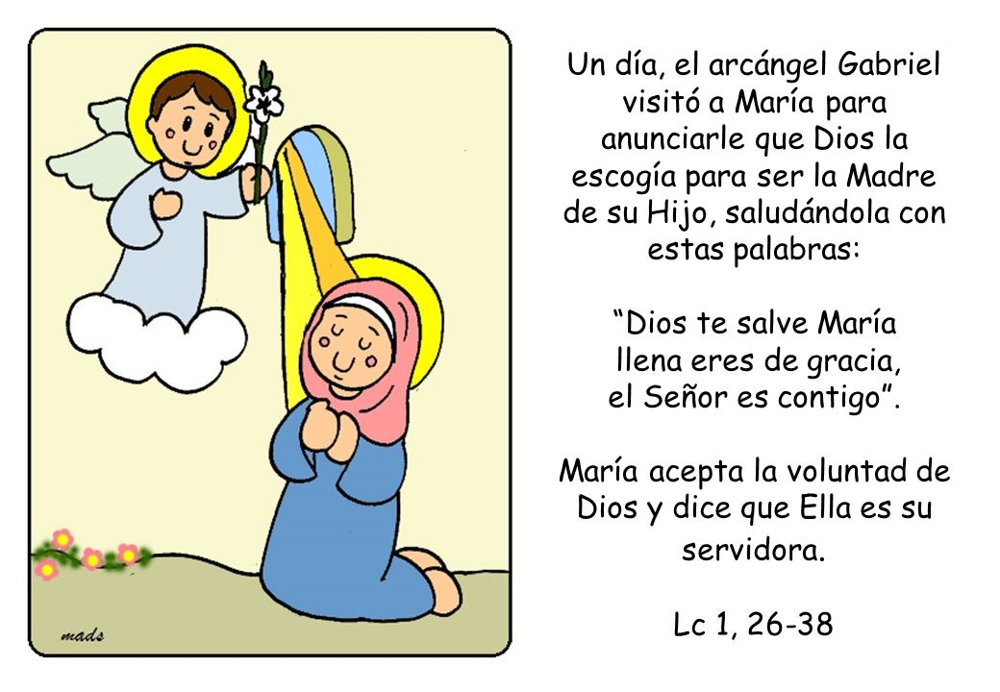 Un día, el arcángel Gabriel
visitó a María para
anunciarle que Dios la
escogía para ser la Madre
de su Hijo, saludándola con
estas palabras:
“Dios te salve María
llena eres de gracia,
el Señor es contigo”.
María acepta la voluntad de
Dios y dice que Ella es su
servidora.
Lc 1, 26-38
mads